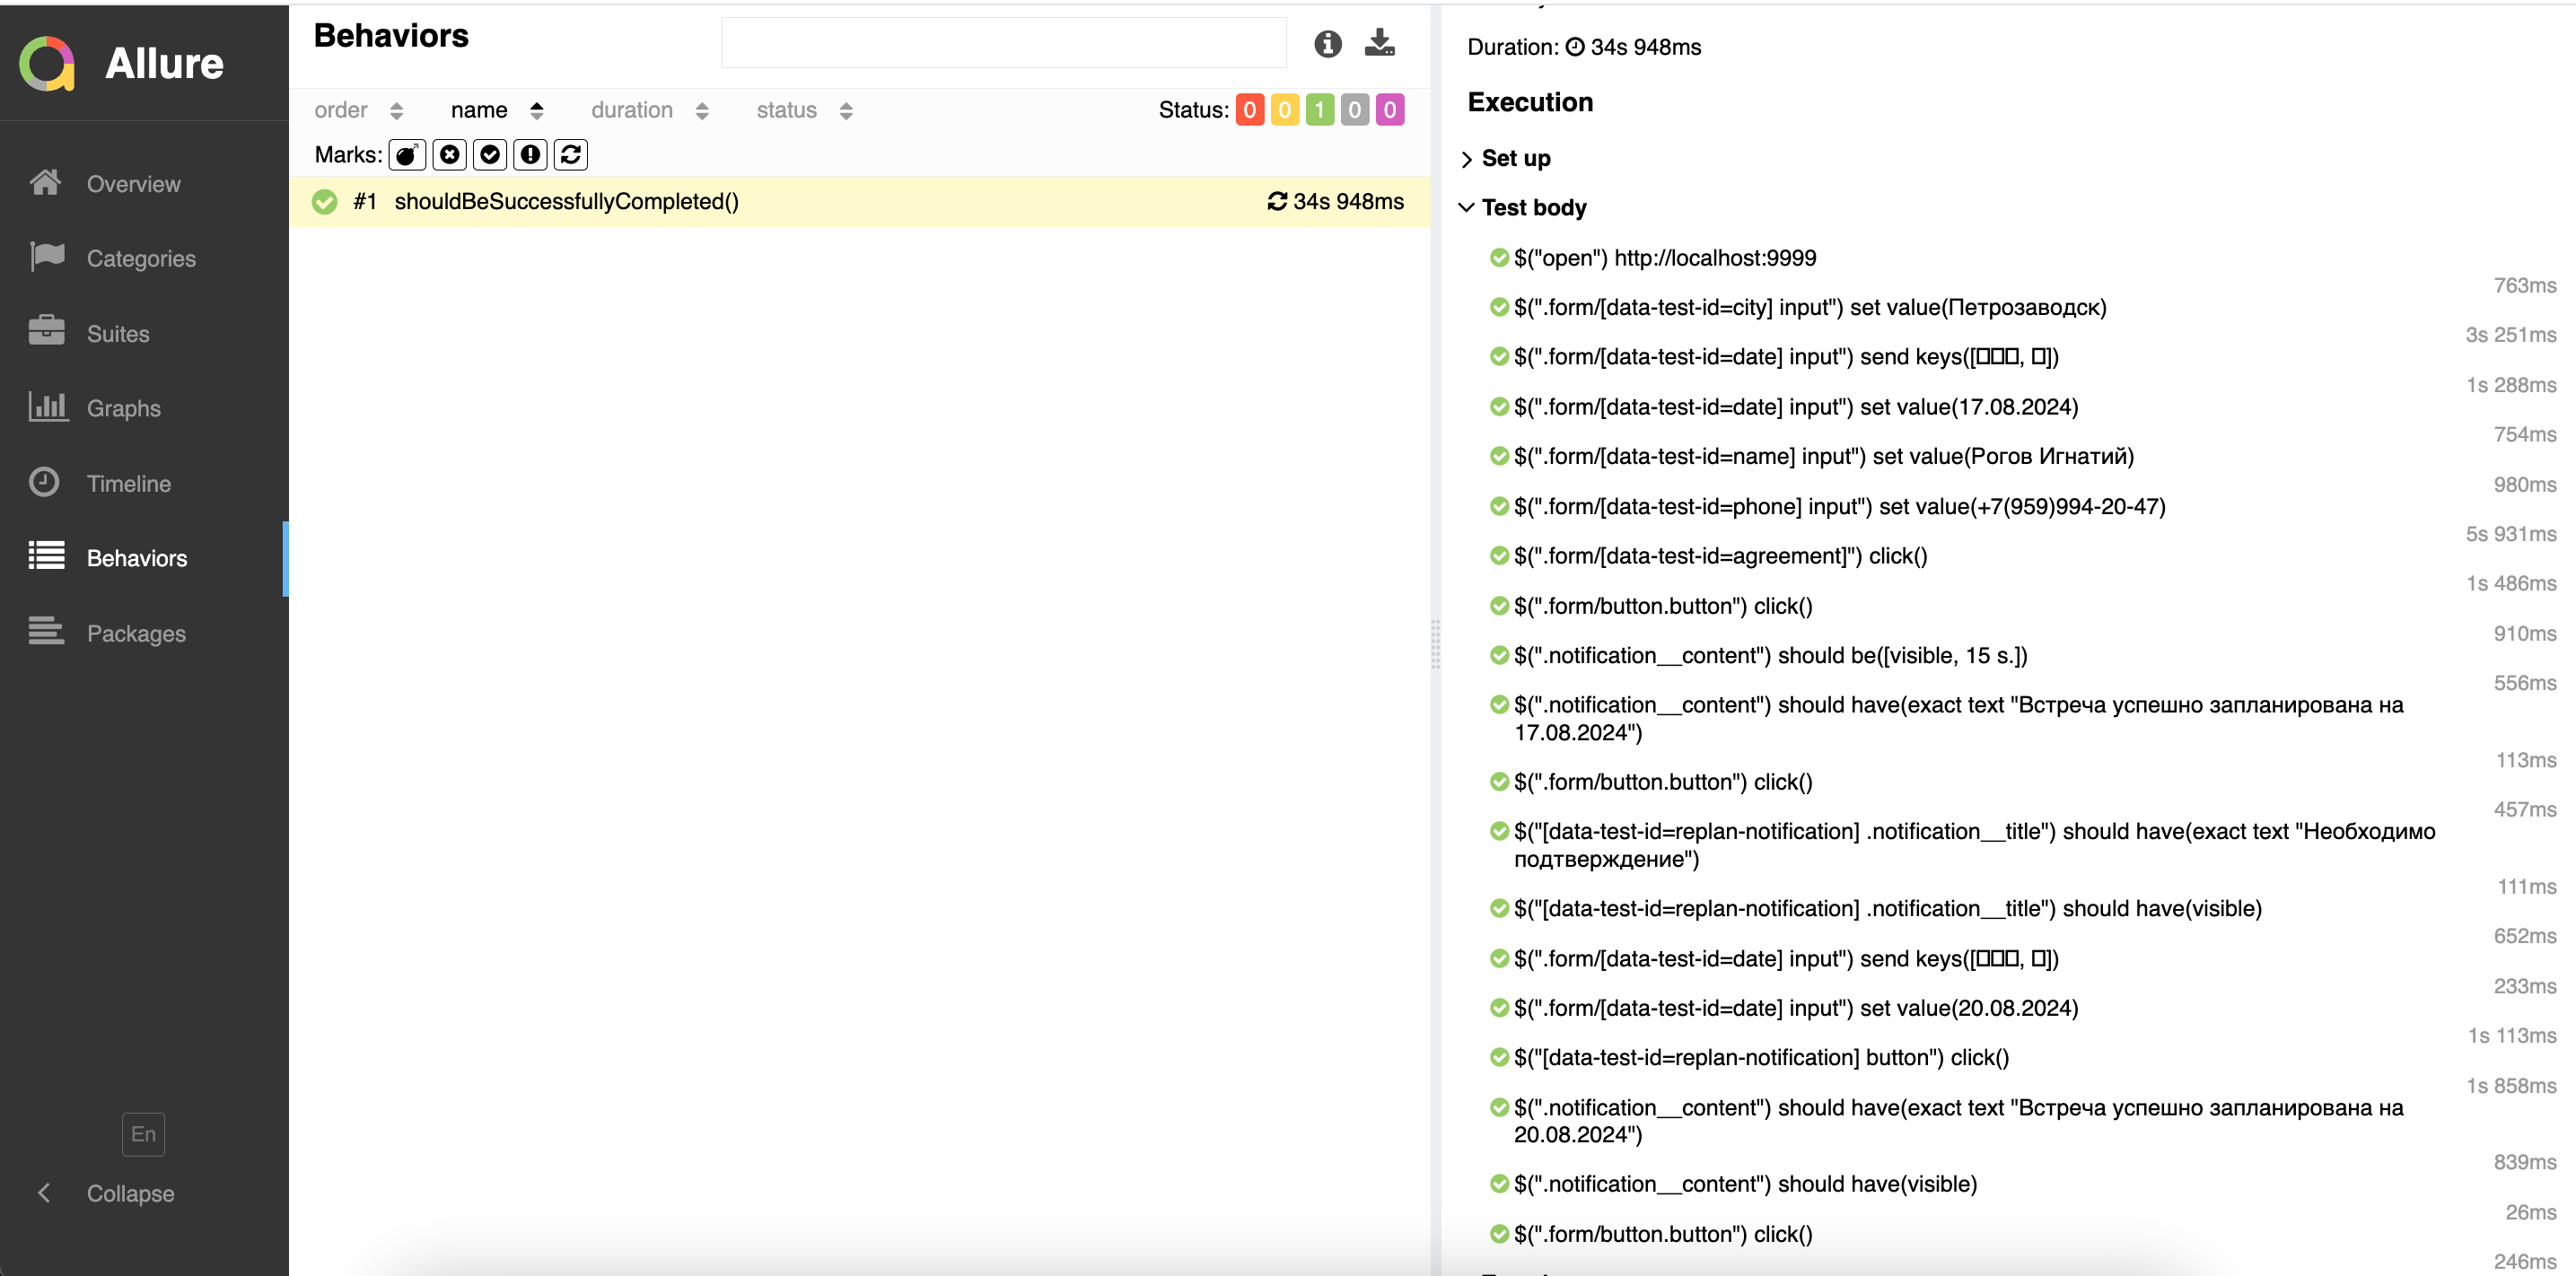 Allure
Overview
Categories
Suites
Graphs
Timeline
Behaviors
Packages
En
Collapse
Behaviors
order name duration status Status: 0 0 1 0 0
Marks:
#1 shouldBeSuccessfullyCompleted() 34s 948ms
Duration: 34s 948ms
Execution
Set up
Test body
$("open") http://localhost:9999
763ms
$(".form/[data-test-id=city] input") set value(Петрозаводск)
3s 251ms
$(".form/[data-test-id=date] input") send keys([□□□, □])
1s 288ms
$(".form/[data-test-id=date] input") set value(17.08.2024)
754ms
$(".form/[data-test-id=name] input") set value(Рогов Игнатий)
980ms
$(".form/[data-test-id=phone] input") set value(+7(959)994-20-47)
5s 931ms
$(".form/[data-test-id=agreement]") click()
1s 486ms
$(".form/button.button") click()
910ms
$(".notification__content") should be([visible, 15 s.])
556ms
$(".notification__content") should have(exact text "Встреча успешно запланирована на
17.08.2024")
113ms
$(".form/button.button") click()
457ms
$("[data-test-id=replan-notification] .notification__title") should have(exact text "Необходимо
подтверждение")
111ms
$("[data-test-id=replan-notification] .notification__title") should have(visible)
652ms
$(".form/[data-test-id=date] input") send keys([□□□, □])
233ms
$(".form/[data-test-id=date] input") set value(20.08.2024)
1s 113ms
$("[data-test-id=replan-notification] button") click()
1s 858ms
$(".notification__content") should have(exact text "Встреча успешно запланирована на
20.08.2024")
839ms
$(".notification__content") should have(visible)
26ms
$(".form/button.button") click()
246ms